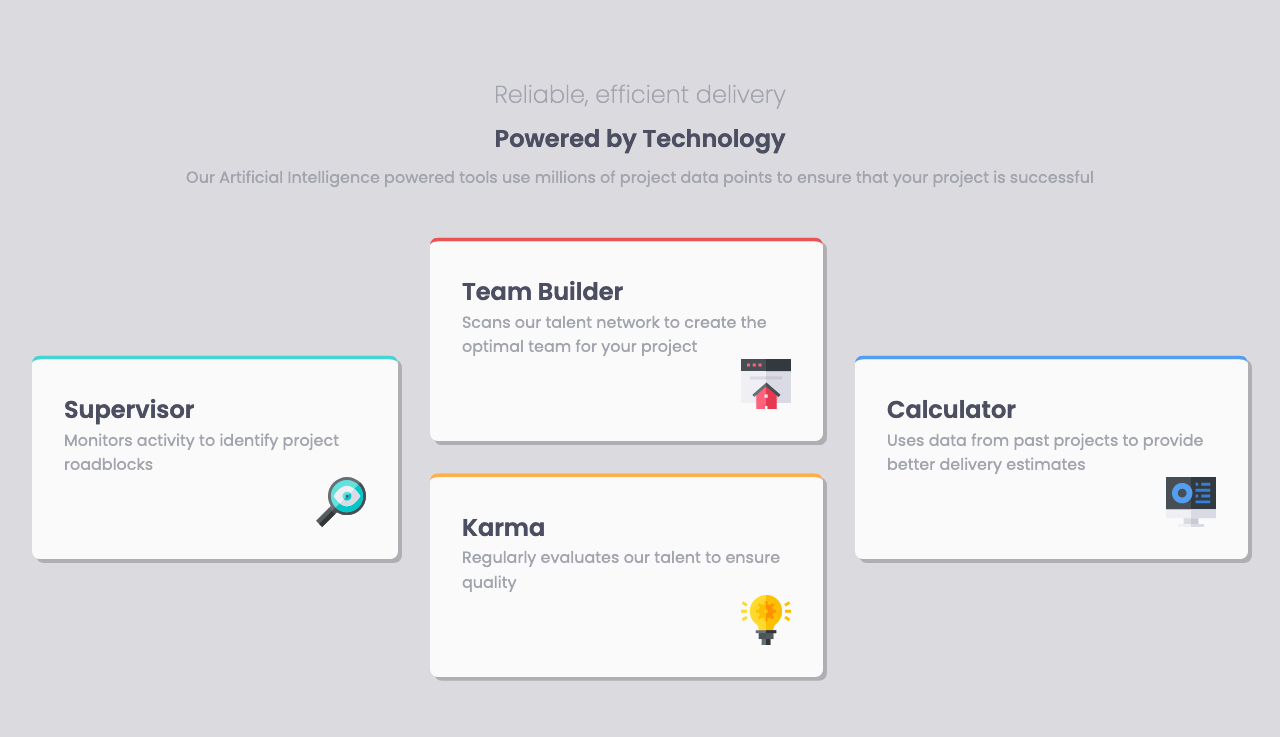 Reliable, efficient delivery
Powered by Technology
Our Artificial Intelligence powered tools use millions of project data points to ensure that your project is successful
Supervisor
Monitors activity to identify project
roadblocks
Team Builder
Scans our talent network to create the
optimal team for your project
Karma
Regularly evaluates our talent to ensure
quality
Calculator
Uses data from past projects to provide
better delivery estimates